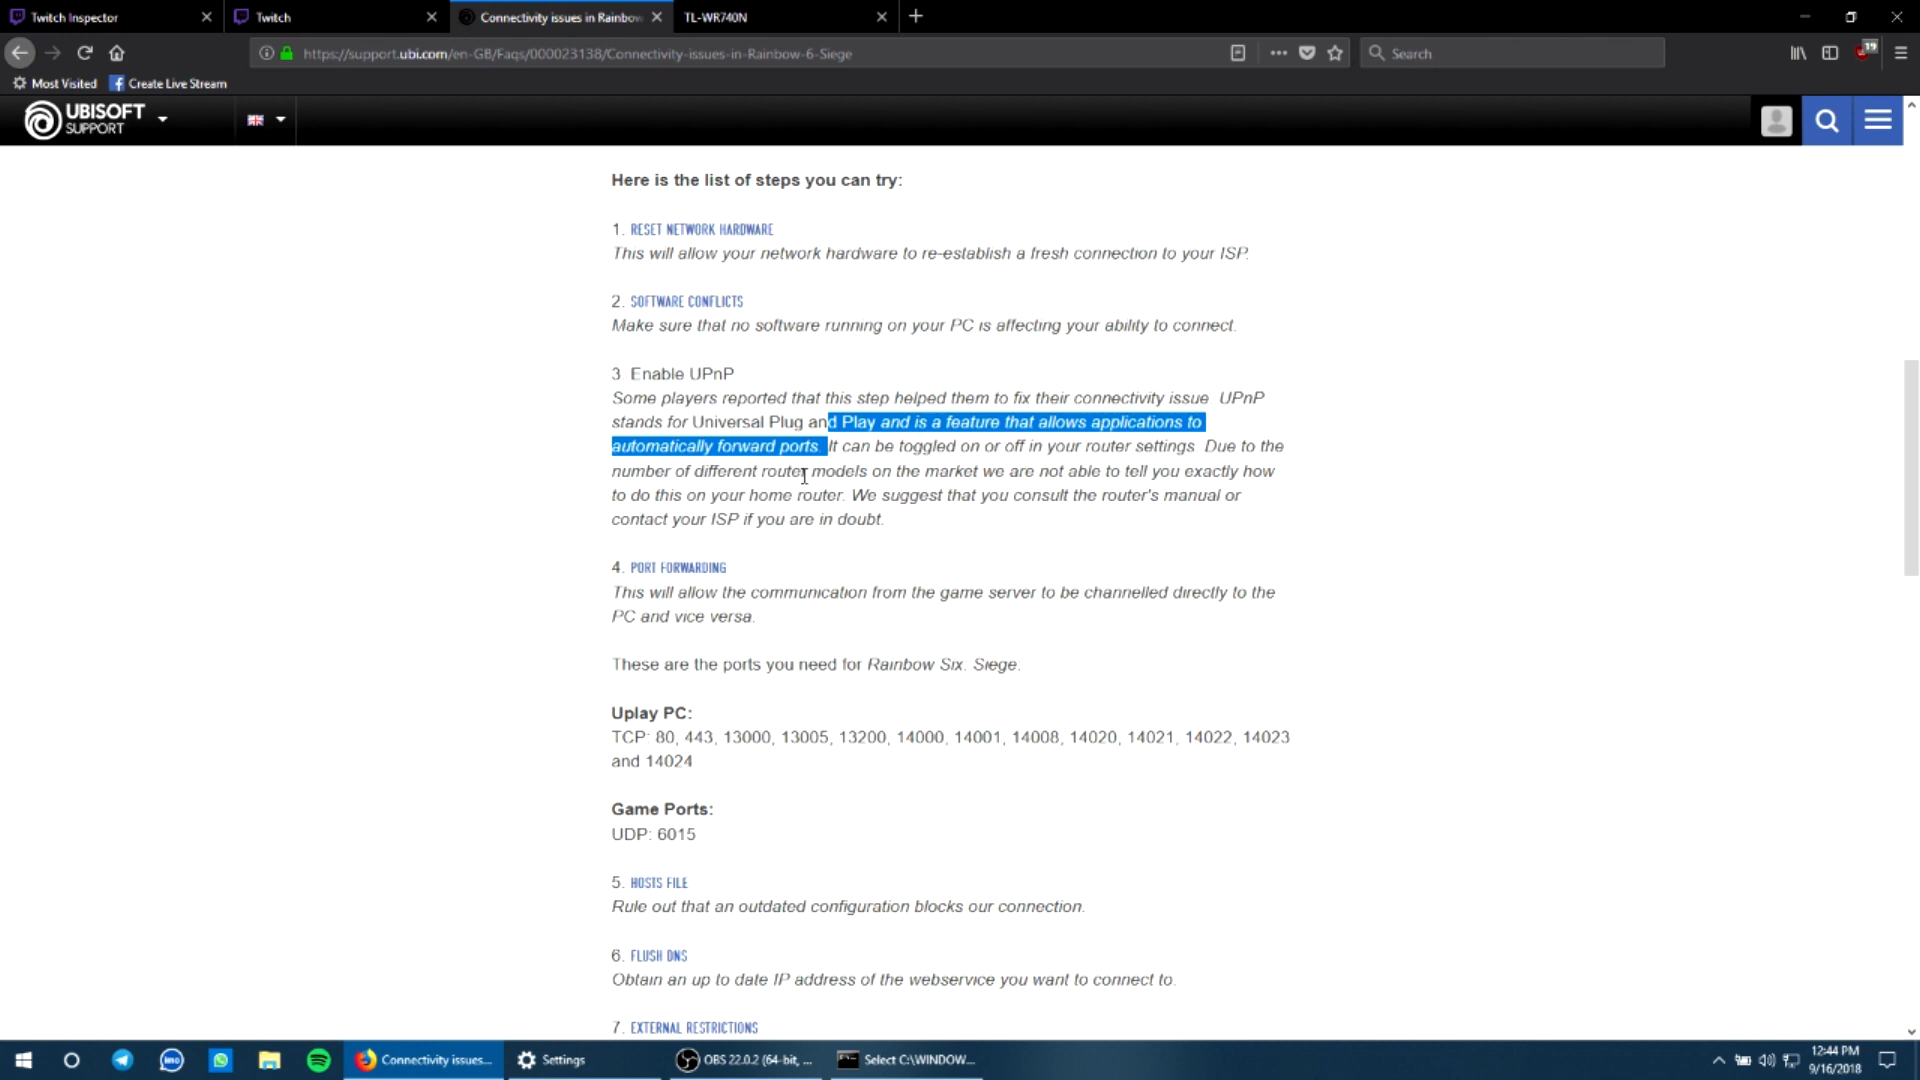 Twitch Inspector
Twitch
Connectivity issues in Rainbow
TL-WR740N
https://support.ubi.com/en-GB/Faqs/000023138/Connectivity-issues-in-Rainbow-6-Siege
Search
19
Most Visited
Create Live Stream
UBISOFT
SUPPORT
Here is the list of steps you can try:
1. RESET NETWORK HARDWARE
This will allow your network hardware to re-establish a fresh connection to your ISP.
2. SOFTWARE CONFLICTS
Make sure that no software running on your PC is affecting your ability to connect.
3 Enable UPnP
Some players reported that this step helped them to fix their connectivity issue UPnP
stands for Universal Plug and Play and is a feature that allows applications to
automatically forward ports. It can be toggled on or off in your router settings Due to the
number of different router models on the market we are not able to tell you exactly how
to do this on your home router. We suggest that you consult the router's manual or
contact your ISP if you are in doubt.
4. PORT FORWARDING
This will allow the communication from the game server to be channelled directly to the
PC and vice versa.
These are the ports you need for Rainbow Six. Siege.
Uplay PC:
TCP: 80, 443, 13000, 13005, 13200, 14000, 14001, 14008, 14020, 14021, 14022, 14023
and 14024
Game Ports:
UDP: 6015
5. HOSTS FILE
Rule out that an outdated configuration blocks our connection.
6. FLUSH DNS
Obtain an up to date IP address of the webservice you want to connect to.
7. EXTERNAL RESTRICTIONS
imo
Connectivity issues...
Settings
OBS 22.0.2 (64-bit, ...
Select C:\WINDOW...
12:44 PM
9/16/2018